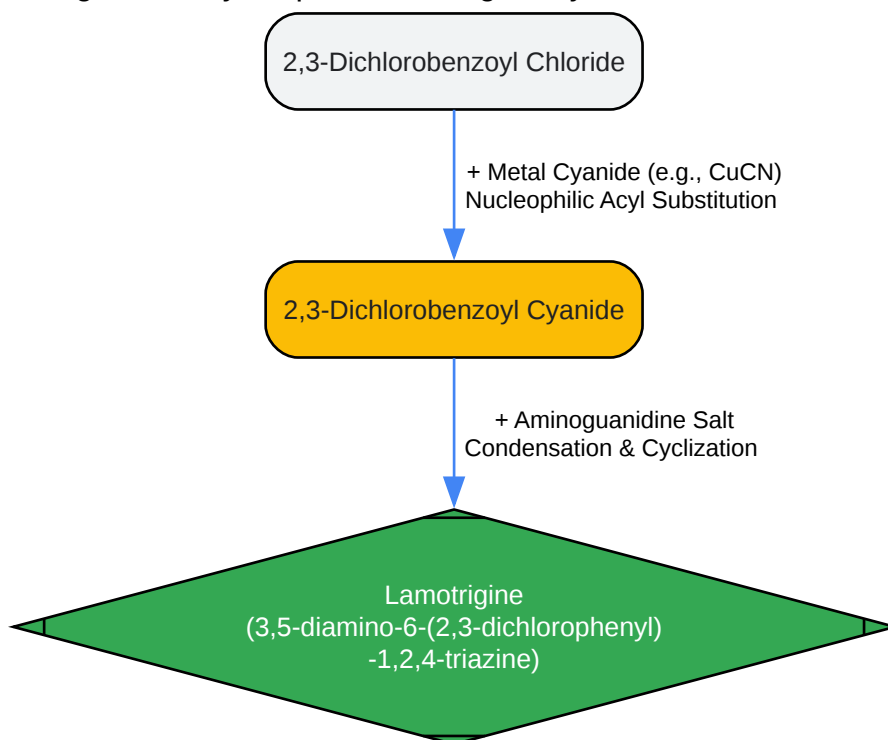 2,3-Dichlorobenzoyl Chloride
+ Metal Cyanide (e.g., CuCN)
Nucleophilic Acyl Substitution
2,3-Dichlorobenzoyl Cyanide
+ Aminoguanidine Salt
Condensation & Cyclization
Lamotrigine
(3,5-diamino-6-(2,3-dichlorophenyl)
-1,2,4-triazine)